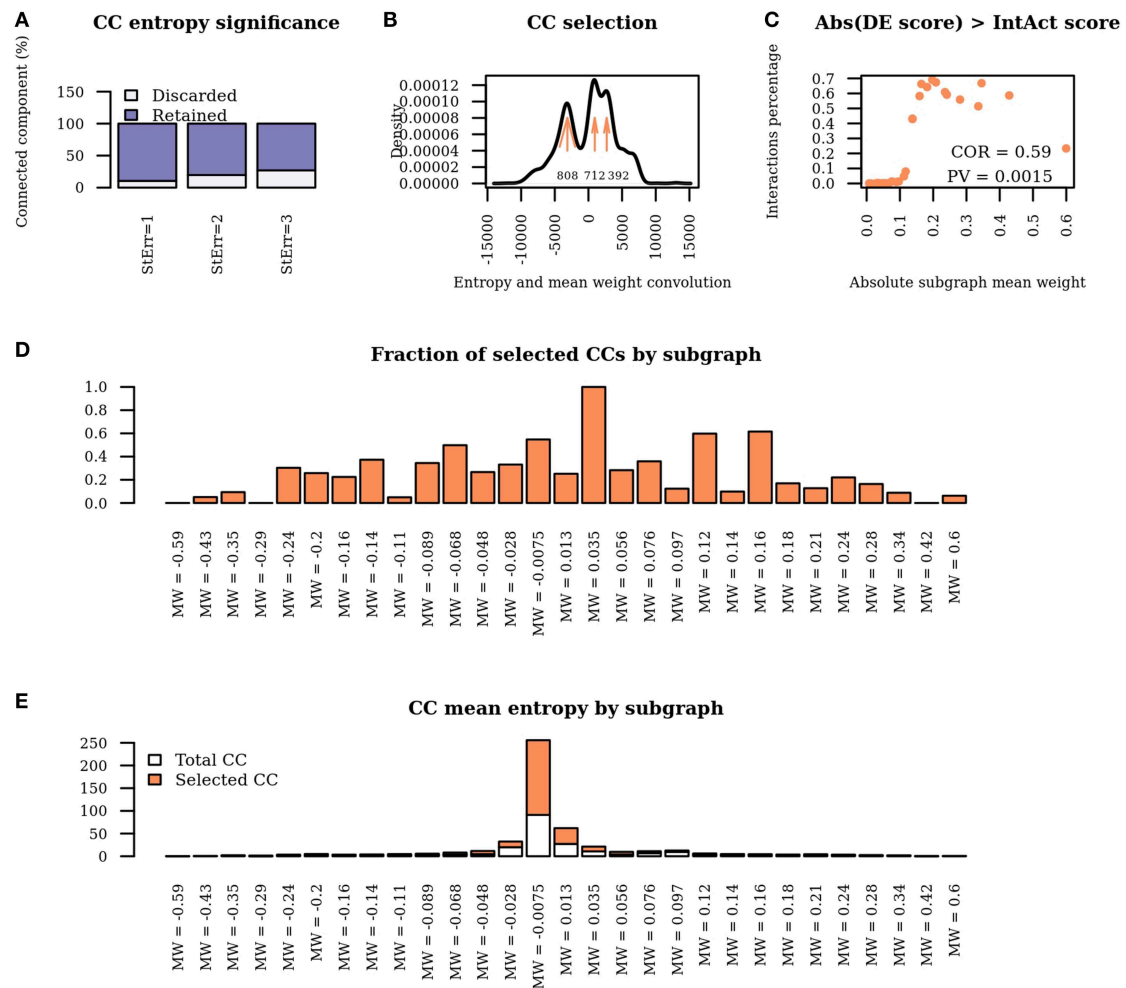 A
CC entropy significance
Connected component (%)
150
100
50
0
Discarded
Retained
StErr=1
StErr=2
StErr=3
B
CC selection
Density
0.00012
0.00010
0.00008
0.00006
0.00004
0.00002
0.00000
808 712 392
-15000
-10000
-5000
0
5000
10000
15000
Entropy and mean weight convolution
C
Abs(DE score) > IntAct score
Interactions percentage
0.7
0.6
0.5
0.4
0.3
0.2
0.1
0.0
COR = 0.59
PV = 0.0015
0.0
0.1
0.2
0.3
0.4
0.5
0.6
Absolute subgraph mean weight
D
Fraction of selected CCs by subgraph
1.0
0.8
0.6
0.4
0.2
0.0
MW = -0.59
MW = -0.43
MW = -0.35
MW = -0.29
MW = -0.24
MW = -0.2
MW = -0.16
MW = -0.14
MW = -0.11
MW = -0.089
MW = -0.068
MW = -0.048
MW = -0.028
MW = -0.0075
MW = 0.013
MW = 0.035
MW = 0.056
MW = 0.076
MW = 0.097
MW = 0.12
MW = 0.14
MW = 0.16
MW = 0.18
MW = 0.21
MW = 0.24
MW = 0.28
MW = 0.34
MW = 0.42
MW = 0.6
E
CC mean entropy by subgraph
250
200
150
100
50
0
Total CC
Selected CC
MW = -0.59
MW = -0.43
MW = -0.35
MW = -0.29
MW = -0.24
MW = -0.2
MW = -0.16
MW = -0.14
MW = -0.11
MW = -0.089
MW = -0.068
MW = -0.048
MW = -0.028
MW = -0.0075
MW = 0.013
MW = 0.035
MW = 0.056
MW = 0.076
MW = 0.097
MW = 0.12
MW = 0.14
MW = 0.16
MW = 0.18
MW = 0.21
MW = 0.24
MW = 0.28
MW = 0.34
MW = 0.42
MW = 0.6